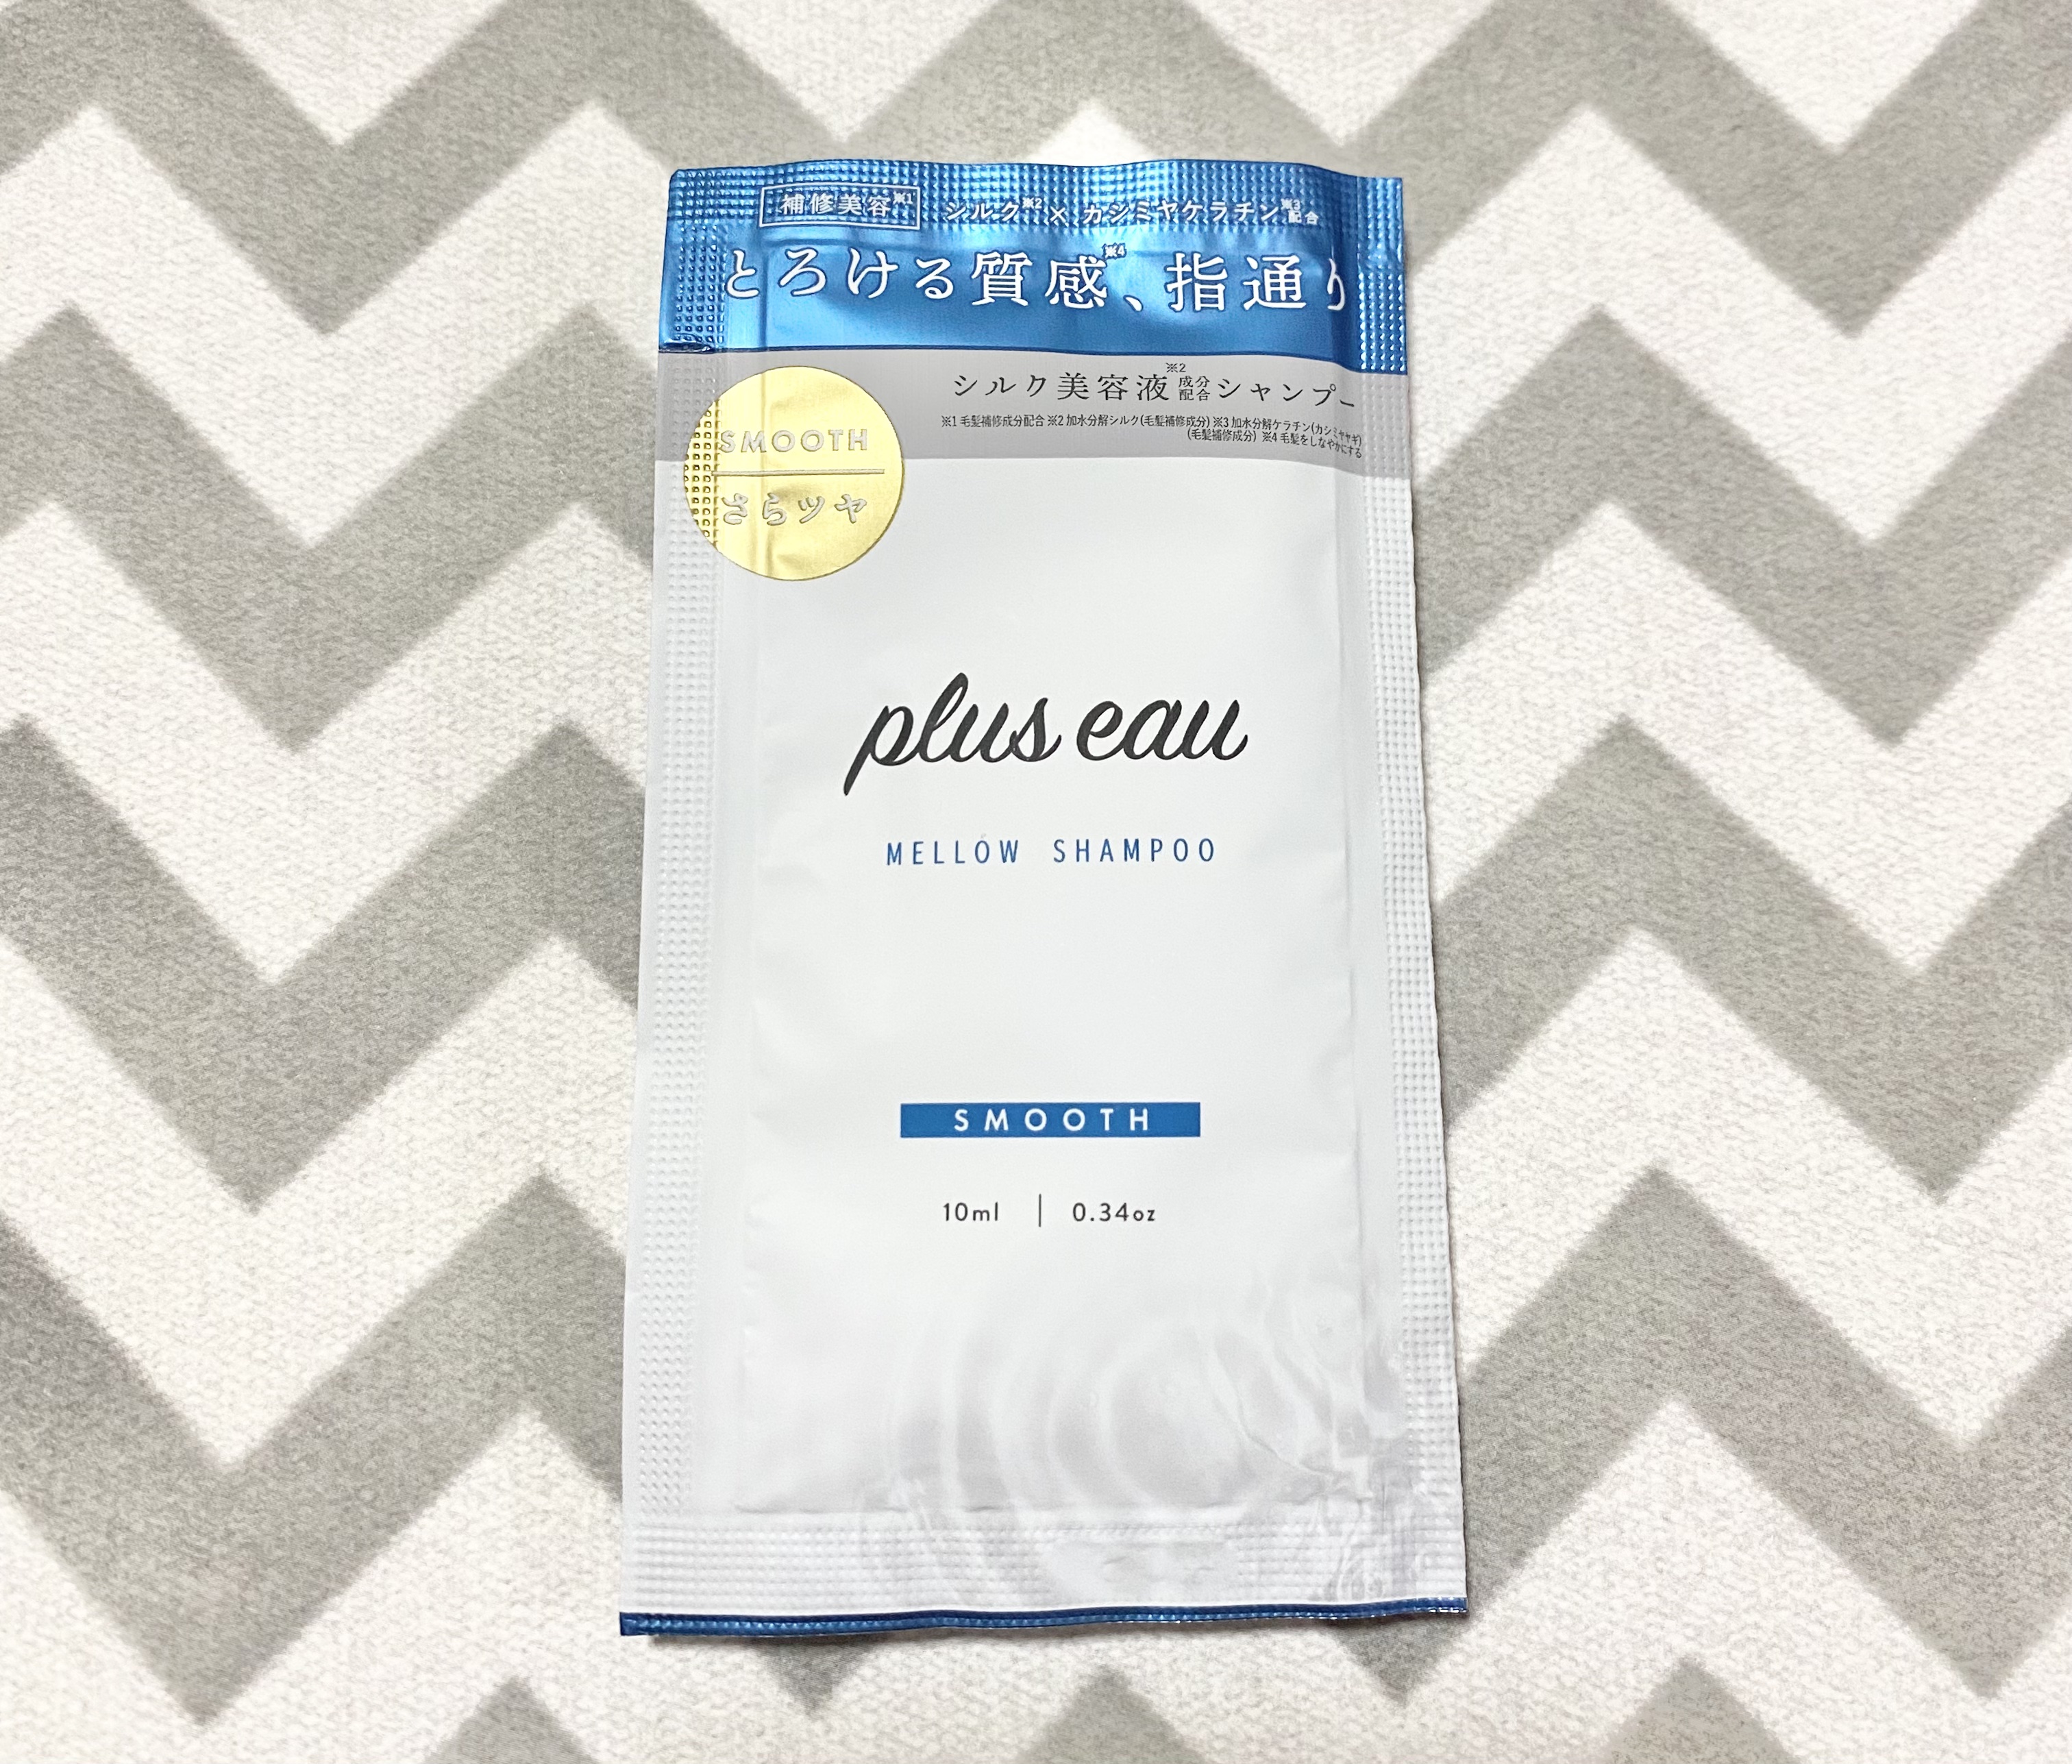 補修美容※1 シルク※2×カシミヤケラチン※3配合
とろける質感※4、指通り
シルク美容液※2成分配合シャンプー
※1 毛髪補修成分配合 ※2 加水分解シルク(毛髪補修成分) ※3 加水分解ケラチン(カシミヤヤギ)
(毛髪補修成分) ※4 毛髪をしなやかにする
SMOOTH
さらツヤ
plus eau
MELLOW SHAMPOO
SMOOTH
10ml | 0.34oz